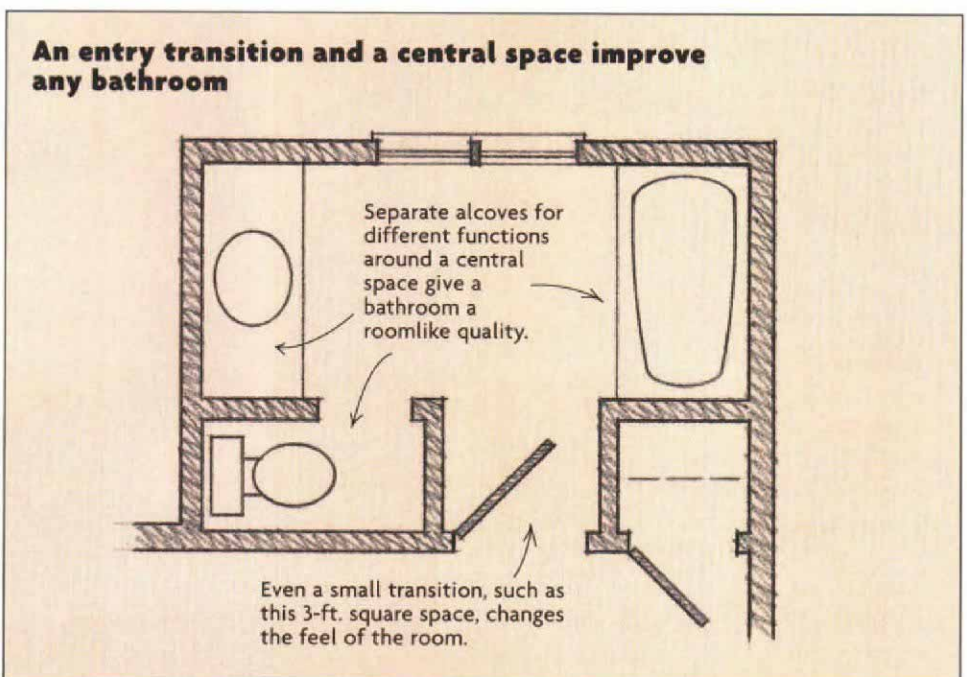 An entry transition and a central space improve
any bathroom
Separate alcoves for
different functions
around a central
space give a
bathroom a
roomlike quality.
Even a small transition, such as
this 3-ft. square space, changes
the feel of the room.